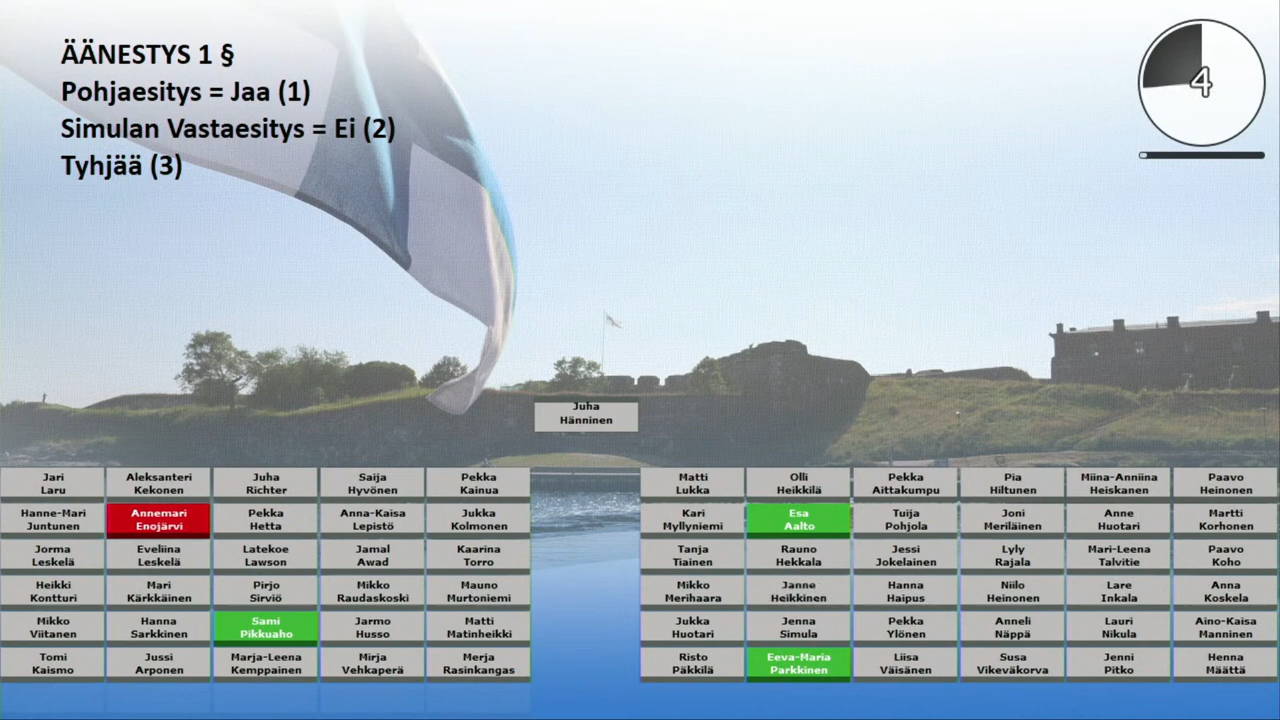 ÄÄNESTYS 1 §
Pohjaesitys = Jaa (1)
Simulan Vastaesitys = Ei (2)
Tyhjää (3)
4
Juha
Hänninen
Jari
Laru
Aleksanteri
Kekonen
Juha
Richter
Saija
Hyvönen
Pekka
Kainua
Matti
Lukka
Olli
Heikkilä
Pekka
Aittakumpu
Pia
Hiltunen
Miina-Anniina
Heiskanen
Paavo
Heinonen
Hanne-Mari
Juntunen
Annemari
Enojärvi
Pekka
Hetta
Anna-Kaisa
Lepistö
Jukka
Kolmonen
Kari
Myllyniemi
Esa
Aalto
Tuija
Pohjola
Joni
Meriläinen
Anne
Huotari
Martti
Korhonen
Jorma
Leskelä
Eveliina
Leskelä
Latekoe
Lawson
Jamal
Awad
Kaarina
Torro
Tanja
Tiainen
Rauno
Hekkala
Jessi
Jokelainen
Lyly
Rajala
Mari-Leena
Talvitie
Paavo
Koho
Heikki
Kontturi
Mari
Kärkkäinen
Pirjo
Sirviö
Mikko
Raudaskoski
Mauno
Murtoniemi
Mikko
Merihaara
Janne
Heikkinen
Hanna
Haipus
Niilo
Heinonen
Lare
Inkala
Anna
Koskela
Mikko
Viitanen
Hanna
Sarkkinen
Sami
Pikkuaho
Jarmo
Husso
Matti
Matinheikki
Jukka
Huotari
Jenna
Simula
Pekka
Ylönen
Anneli
Näppä
Lauri
Nikula
Aino-Kaisa
Manninen
Tomi
Kaismo
Jussi
Arponen
Marja-Leena
Kemppainen
Mirja
Vehkaperä
Merja
Rasinkangas
Risto
Päkkilä
Eeva-Maria
Parkkinen
Liisa
Väisänen
Susa
Vikeväkorva
Jenni
Pitko
Henna
Määttä